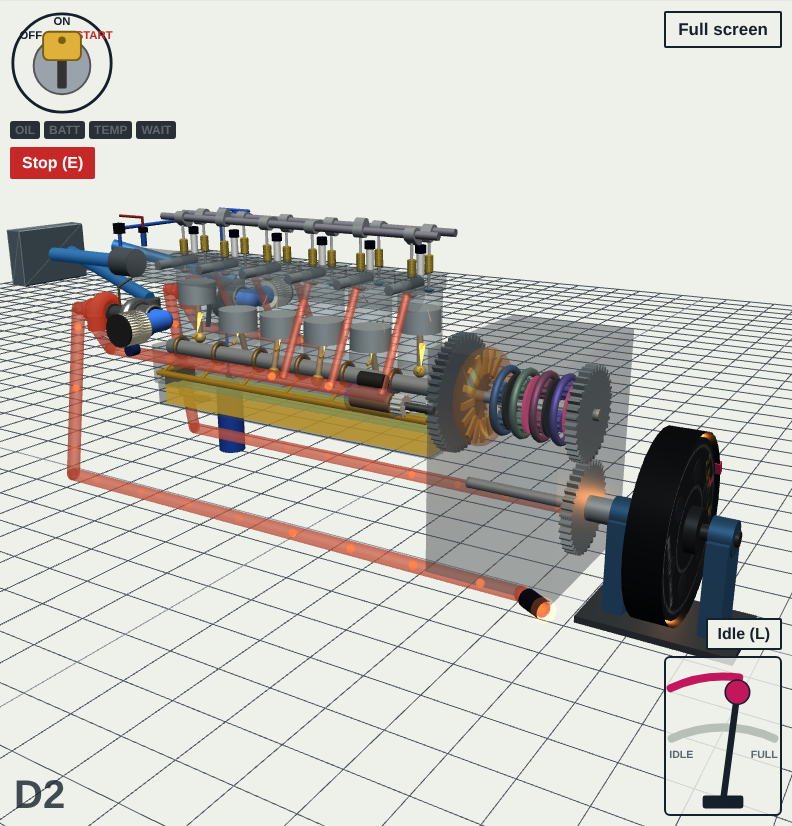 ON
OFF START
OIL BATT TEMP WAIT
Stop (E)
Full screen
Idle (L)
IDLE FULL
D2